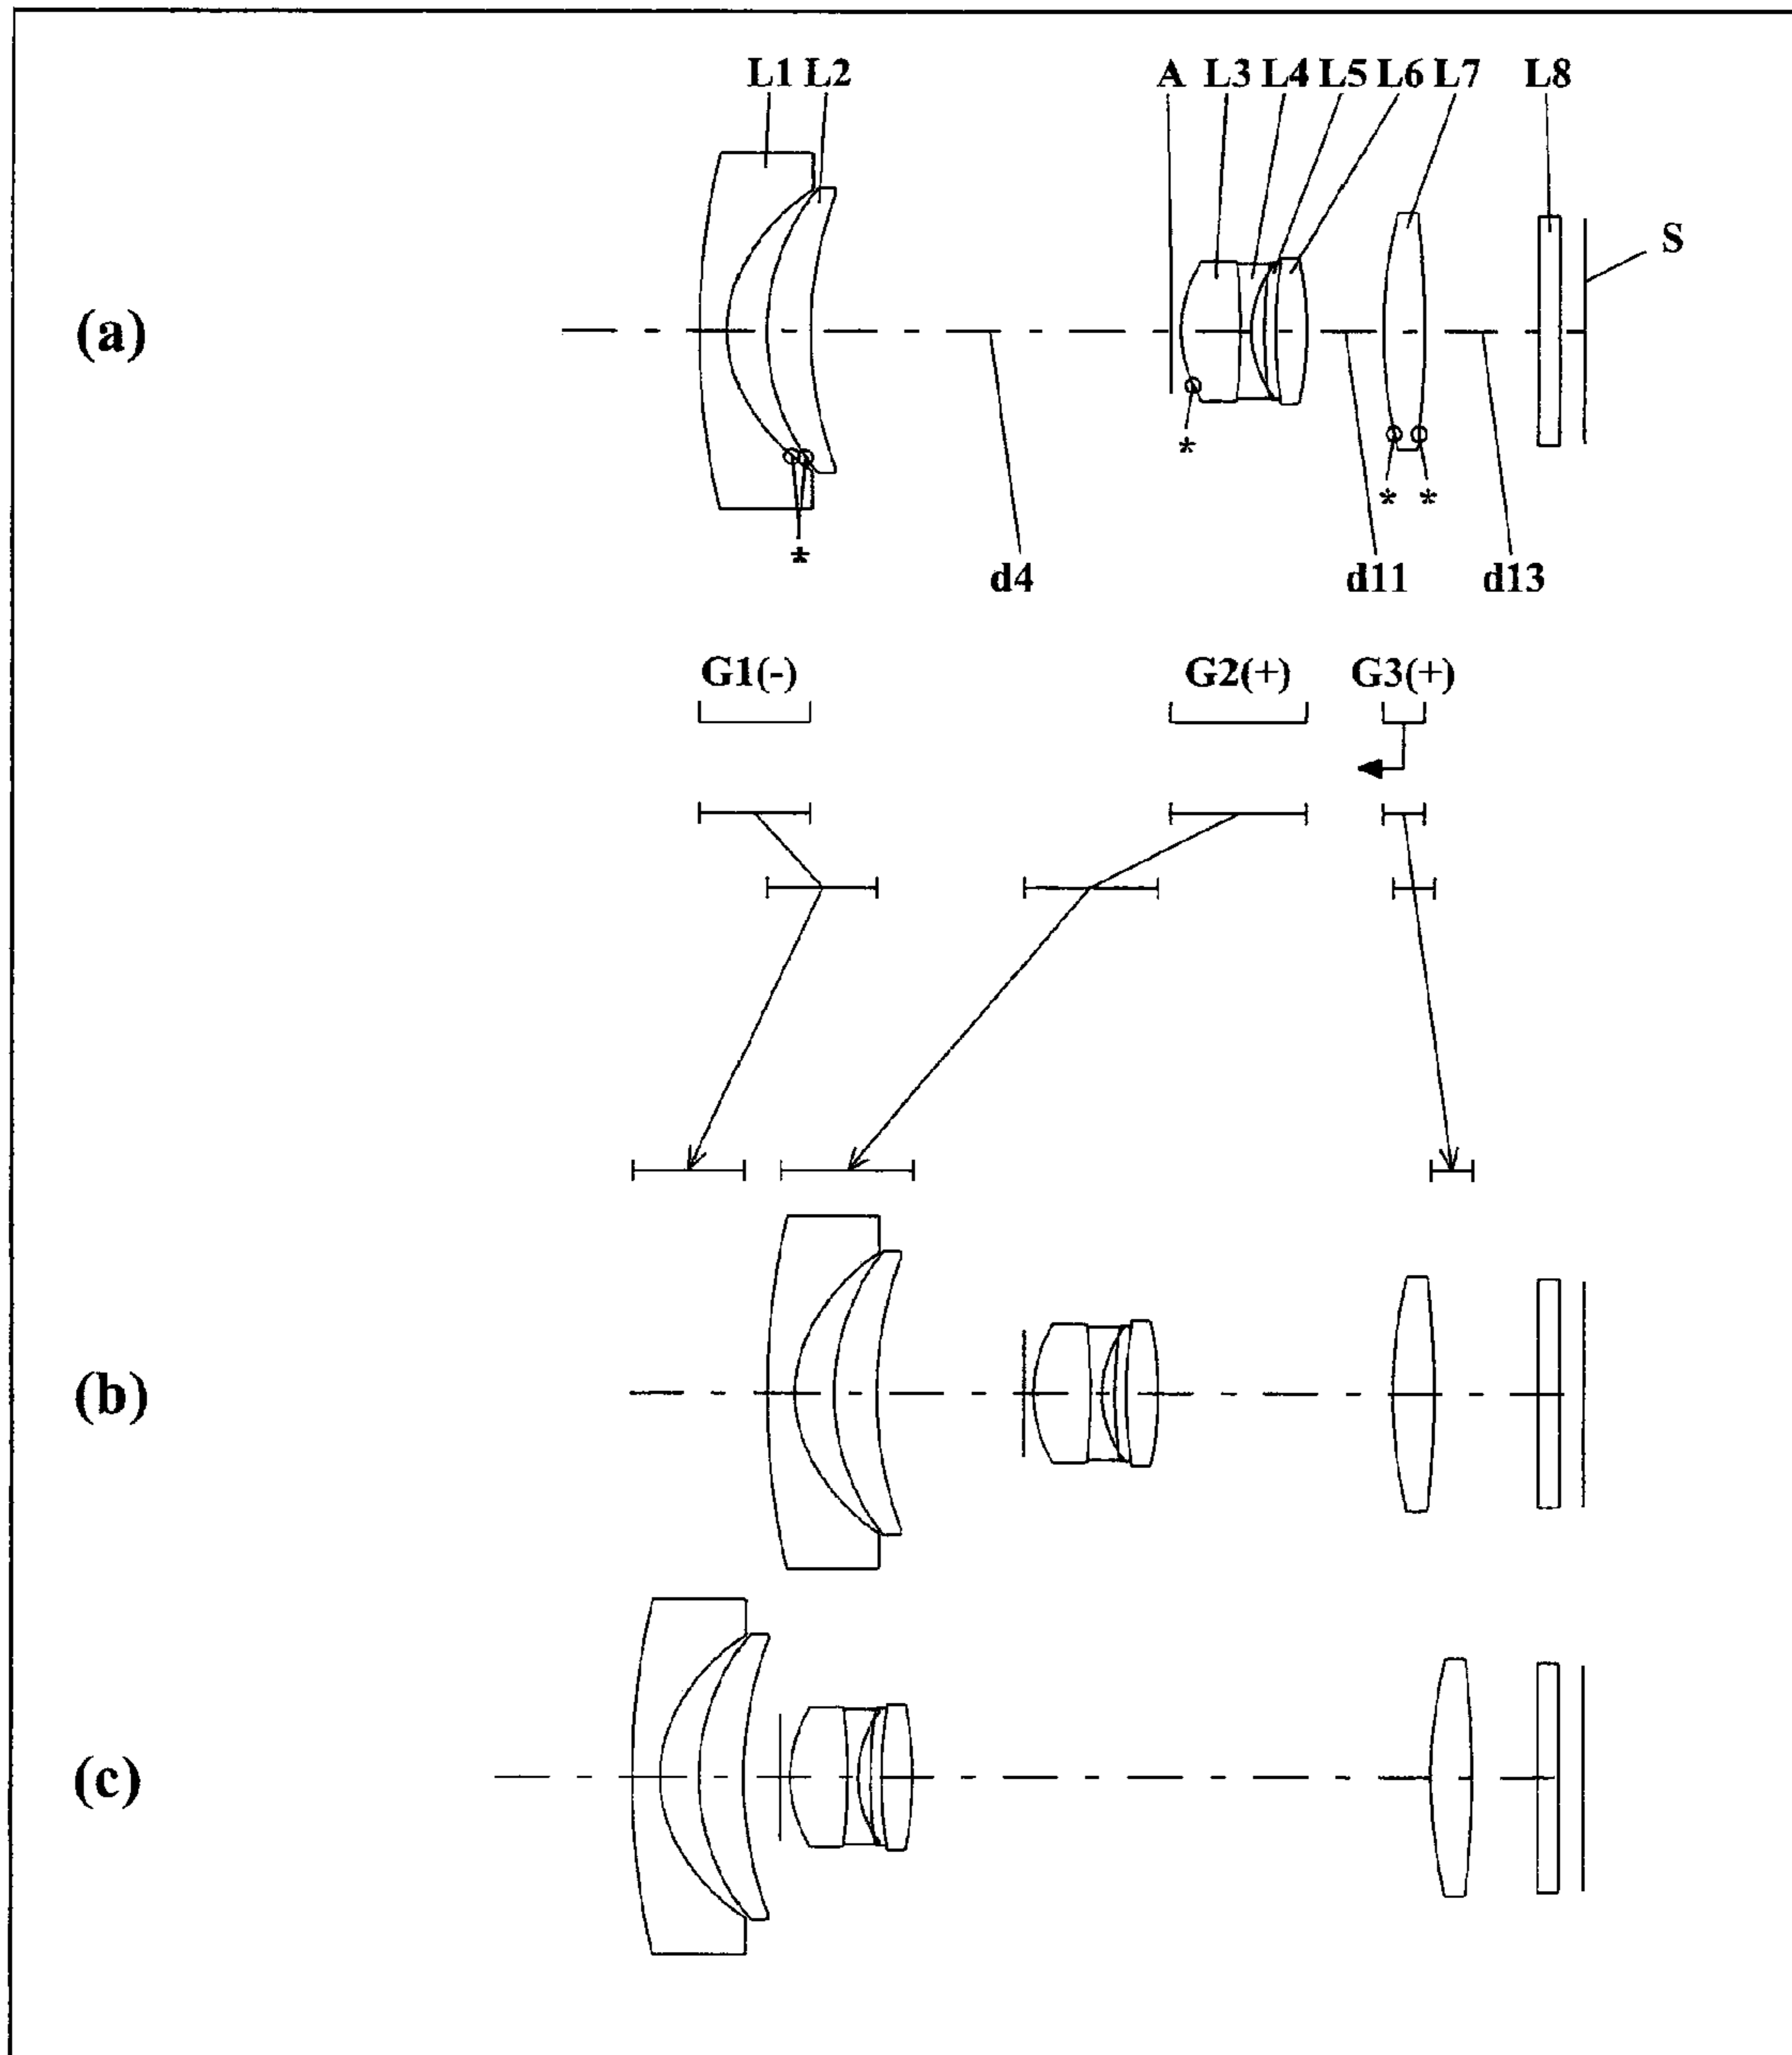 L1 L2 A L3 L4 L5 L6 L7 L8
S
(a)
*
* *
*
d4 d11 d13
G1(-) G2(+) G3(+)
(b)
(c)